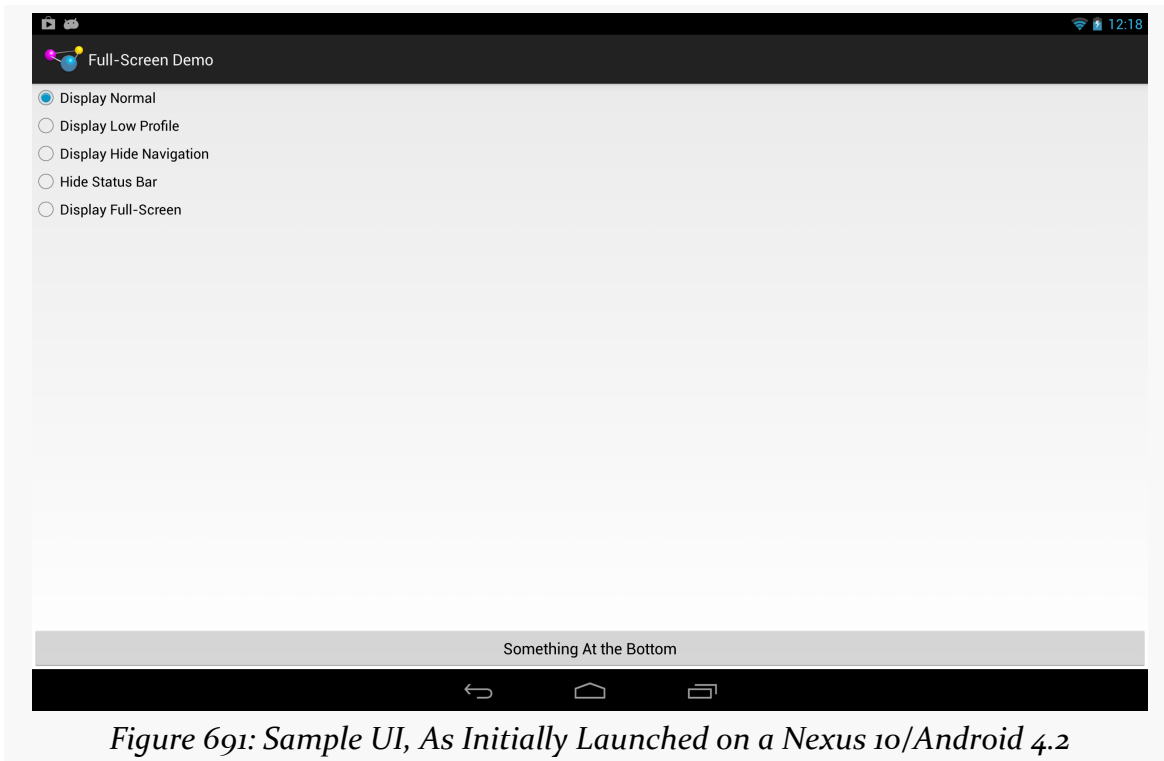 12:18
Full-Screen Demo
Display Normal
Display Low Profile
Display Hide Navigation
Hide Status Bar
Display Full-Screen
Something At the Bottom
Figure 691: Sample UI, As Initially Launched on a Nexus 10/Android 4.2